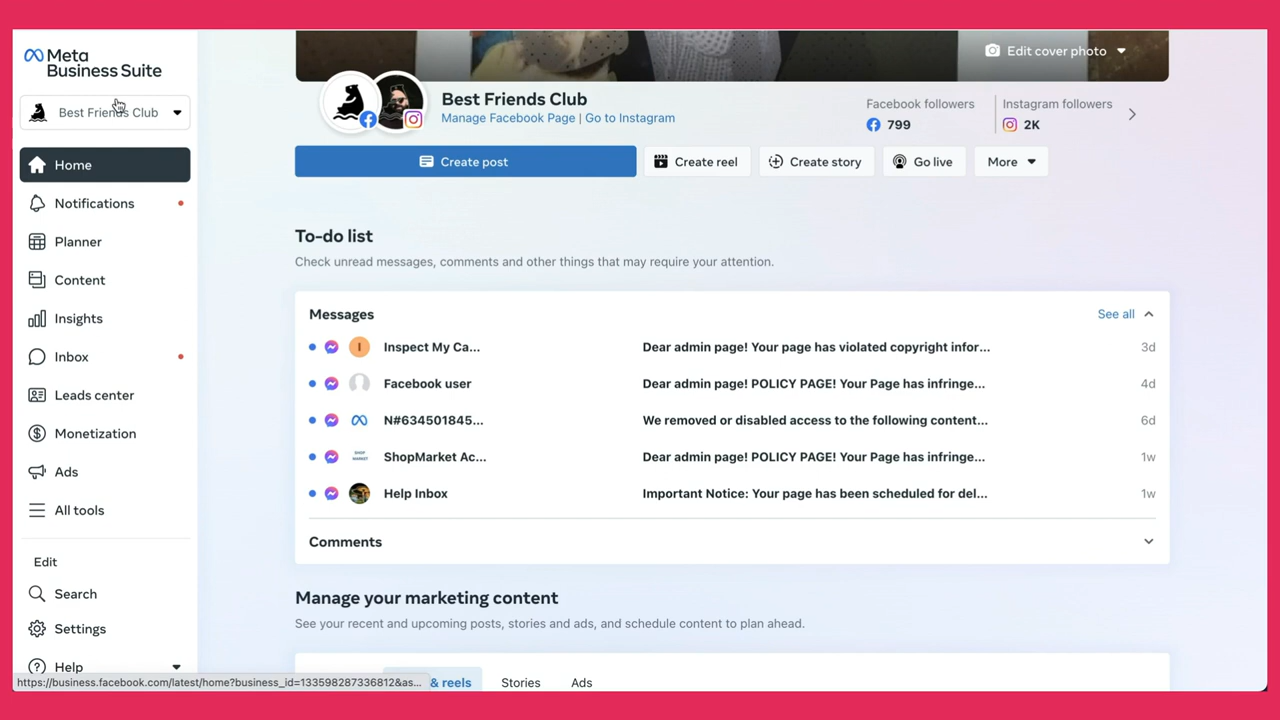 Meta
Business Suite
Best Friends Club
Home
Notifications
Planner
Content
Insights
Inbox
Leads center
Monetization
Ads
All tools
Edit
Search
Settings
Help
https://business.facebook.com/latest/home?business_id=133598287336812&as...
Edit cover photo
Best Friends Club
Manage Facebook Page | Go to Instagram
Facebook followers
799
Instagram followers
2K
Create post
Create reel
Create story
Go live
More
To-do list
Check unread messages, comments and other things that may require your attention.
Messages
See all
Inspect My Ca... Dear admin page! Your page has violated copyright infor... 3d
Facebook user Dear admin page! POLICY PAGE! Your Page has infringe... 4d
N#634501845... We removed or disabled access to the following content... 6d
ShopMarket Ac... Dear admin page! POLICY PAGE! Your Page has infringe... 1w
Help Inbox Important Notice: Your page has been scheduled for del... 1w
Comments
Manage your marketing content
See your recent and upcoming posts, stories and ads, and schedule content to plan ahead.
& reels
Stories
Ads